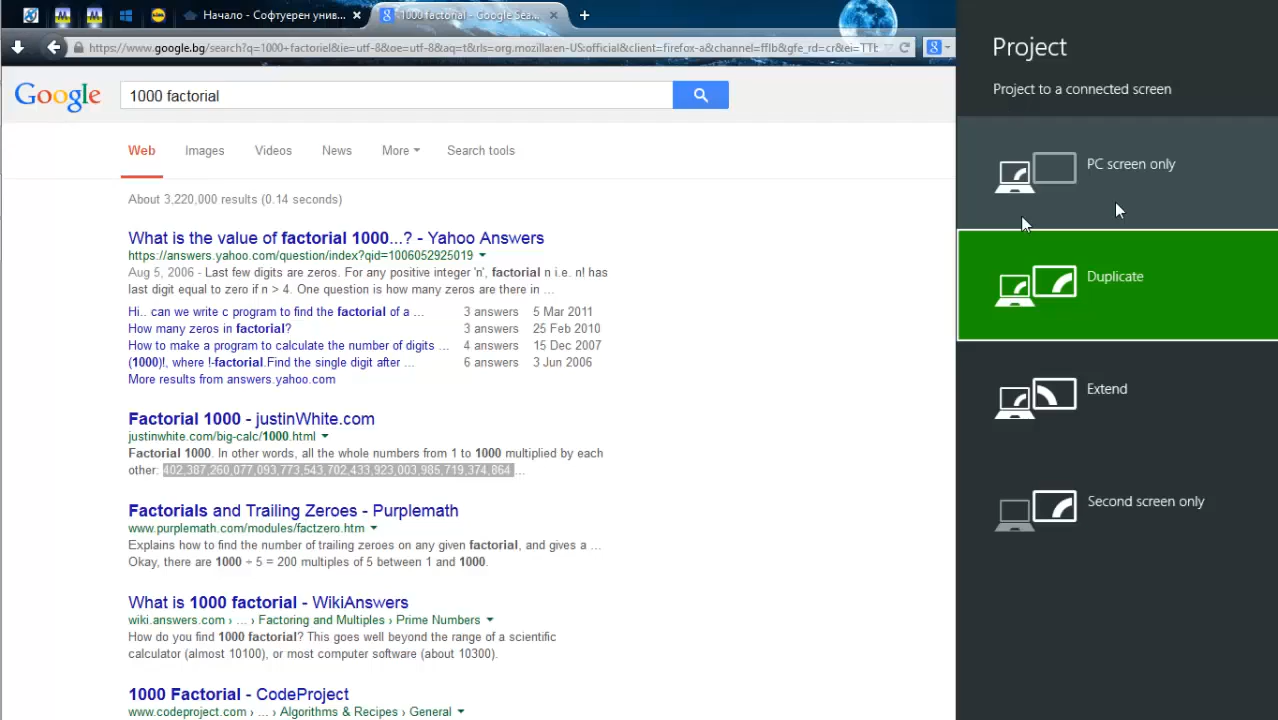 Начало - Софтуерен унив...
1000 factorial - Google Sea...
https://www.google.bg/search?q=1000+factoriel&ie=utf-8&oe=utf-8&aq=t&rls=org.mozilla:en-US:official&client=firefox-a&channel=fflb&gfe_rd=cr&ei=TTb
Google
1000 factorial
Web Images Videos News More Search tools
About 3,220,000 results (0.14 seconds)
What is the value of factorial 1000...? - Yahoo Answers
https://answers.yahoo.com/question/index?qid=1006052925019
Aug 5, 2006 - Last few digits are zeros. For any positive integer 'n', factorial n i.e. n! has
last digit equal to zero if n > 4. One question is how many zeros are there in ...
Hi.. can we write c program to find the factorial of a ... 3 answers 5 Mar 2011
How many zeros in factorial? 3 answers 25 Feb 2010
How to make a program to calculate the number of digits ... 4 answers 15 Dec 2007
(1000)!, where !-factorial.Find the single digit after ... 6 answers 3 Jun 2006
More results from answers.yahoo.com
Factorial 1000 - justinWhite.com
justinwhite.com/big-calc/1000.html
Factorial 1000. In other words, all the whole numbers from 1 to 1000 multiplied by each
other: 402,387,260,077,093,773,543,702,433,923,003,985,719,374,864 ...
Factorials and Trailing Zeroes - Purplemath
www.purplemath.com/modules/factzero.htm
Explains how to find the number of trailing zeroes on any given factorial, and gives a ...
Okay, there are 1000 ÷ 5 = 200 multiples of 5 between 1 and 1000.
What is 1000 factorial - WikiAnswers
wiki.answers.com › ... › Factoring and Multiples › Prime Numbers
How do you find 1000 factorial? This goes well beyond the range of a scientific
calculator (almost 10100), or most computer software (about 10300).
1000 Factorial - CodeProject
www.codeproject.com › ... › Algorithms & Recipes › General
Project
Project to a connected screen
PC screen only
Duplicate
Extend
Second screen only